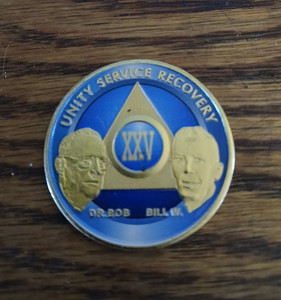 UNITY SERVICE RECOVERY
XXV
DR. BOB BILL W.